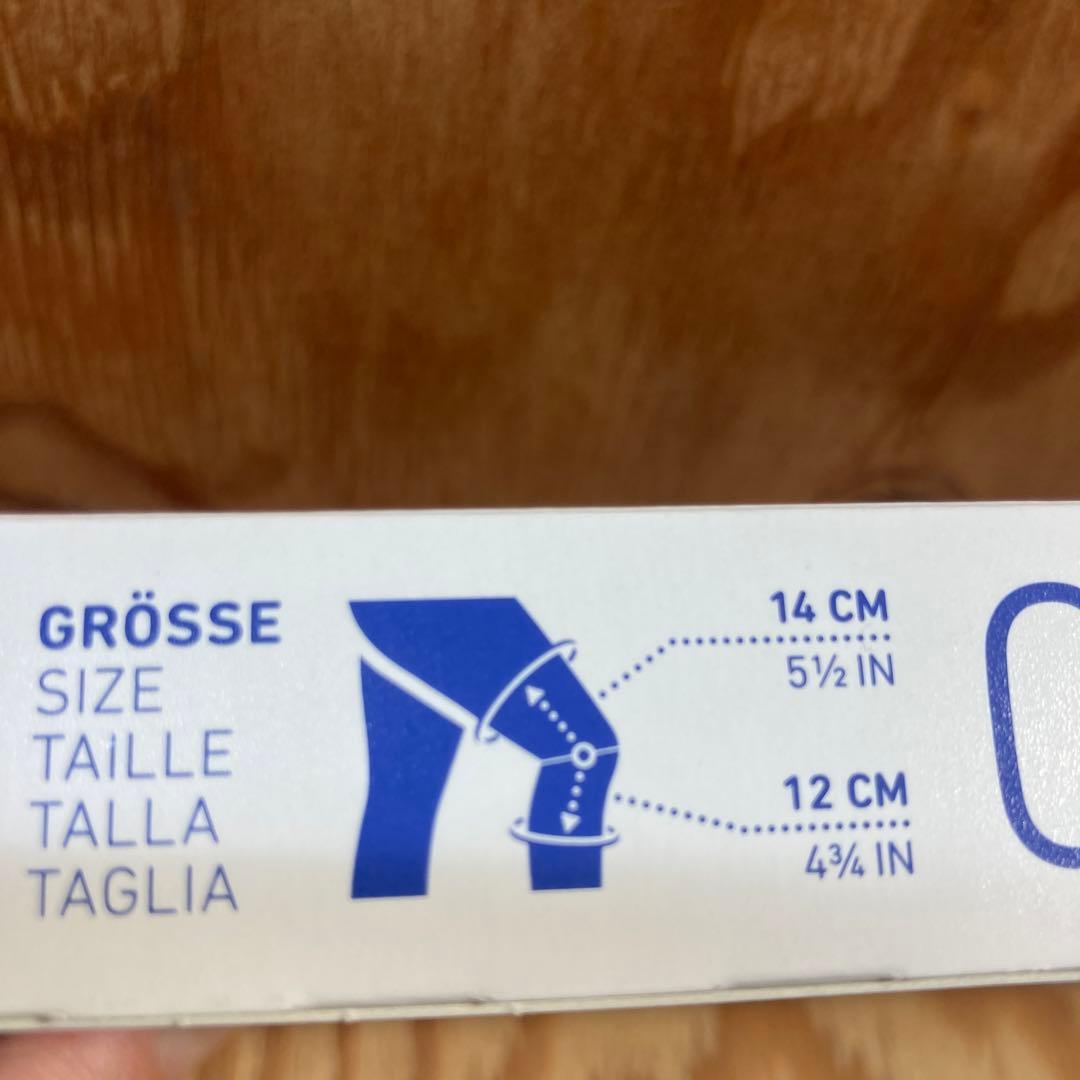 GRÖSSE
SIZE
TAiLLE
TALLA
TAGLIA
14 CM
5½ IN
12 CM
4¾ IN